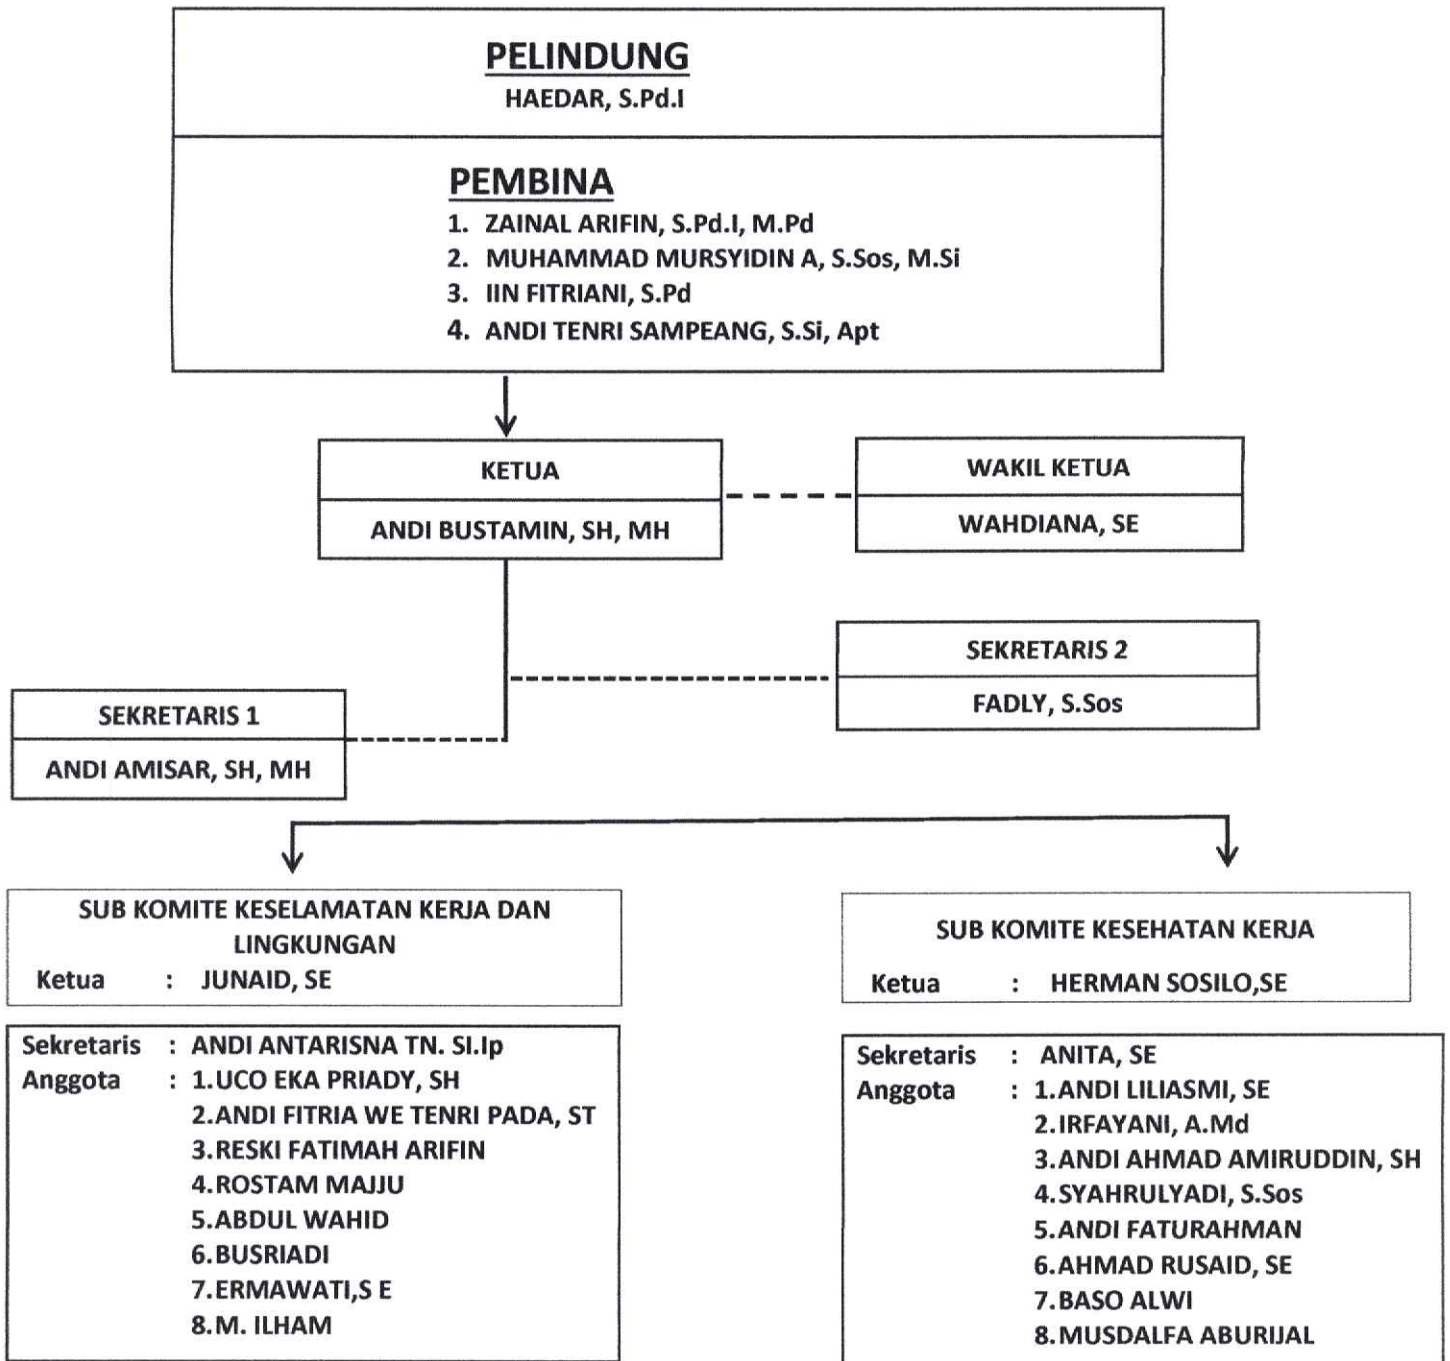 PELINDUNG
HAEDAR, S.Pd.I
PEMBINA
1. ZAINAL ARIFIN, S.Pd.I, M.Pd
2. MUHAMMAD MURSYIDIN A, S.Sos, M.Si
3. IIN FITRIANI, S.Pd
4. ANDI TENRI SAMPEANG, S.Si, Apt
KETUA
ANDI BUSTAMIN, SH, MH
WAKIL KETUA
WAHDIANA, SE
SEKRETARIS 2
FADLY, S.Sos
SEKRETARIS 1
ANDI AMISAR, SH, MH
SUB KOMITE KESELAMATAN KERJA DAN
LINGKUNGAN
Ketua : JUNAID, SE
Sekretaris : ANDI ANTARISNA TN. SI.Ip
Anggota : 1.UCO EKA PRIADY, SH
2.ANDI FITRIA WE TENRI PADA, ST
3.RESKI FATIMAH ARIFIN
4.ROSTAM MAJJU
5.ABDUL WAHID
6.BUSRIADI
7.ERMAWATI,S E
8.M. ILHAM
SUB KOMITE KESEHATAN KERJA
Ketua : HERMAN SOSILO,SE
Sekretaris : ANITA, SE
Anggota : 1.ANDI LILIASMI, SE
2.IRFAYANI, A.Md
3.ANDI AHMAD AMIRUDDIN, SH
4.SYAHRULYADI, S.Sos
5.ANDI FATURAHMAN
6.AHMAD RUSAID, SE
7.BASO ALWI
8.MUSDALFA ABURIJAL